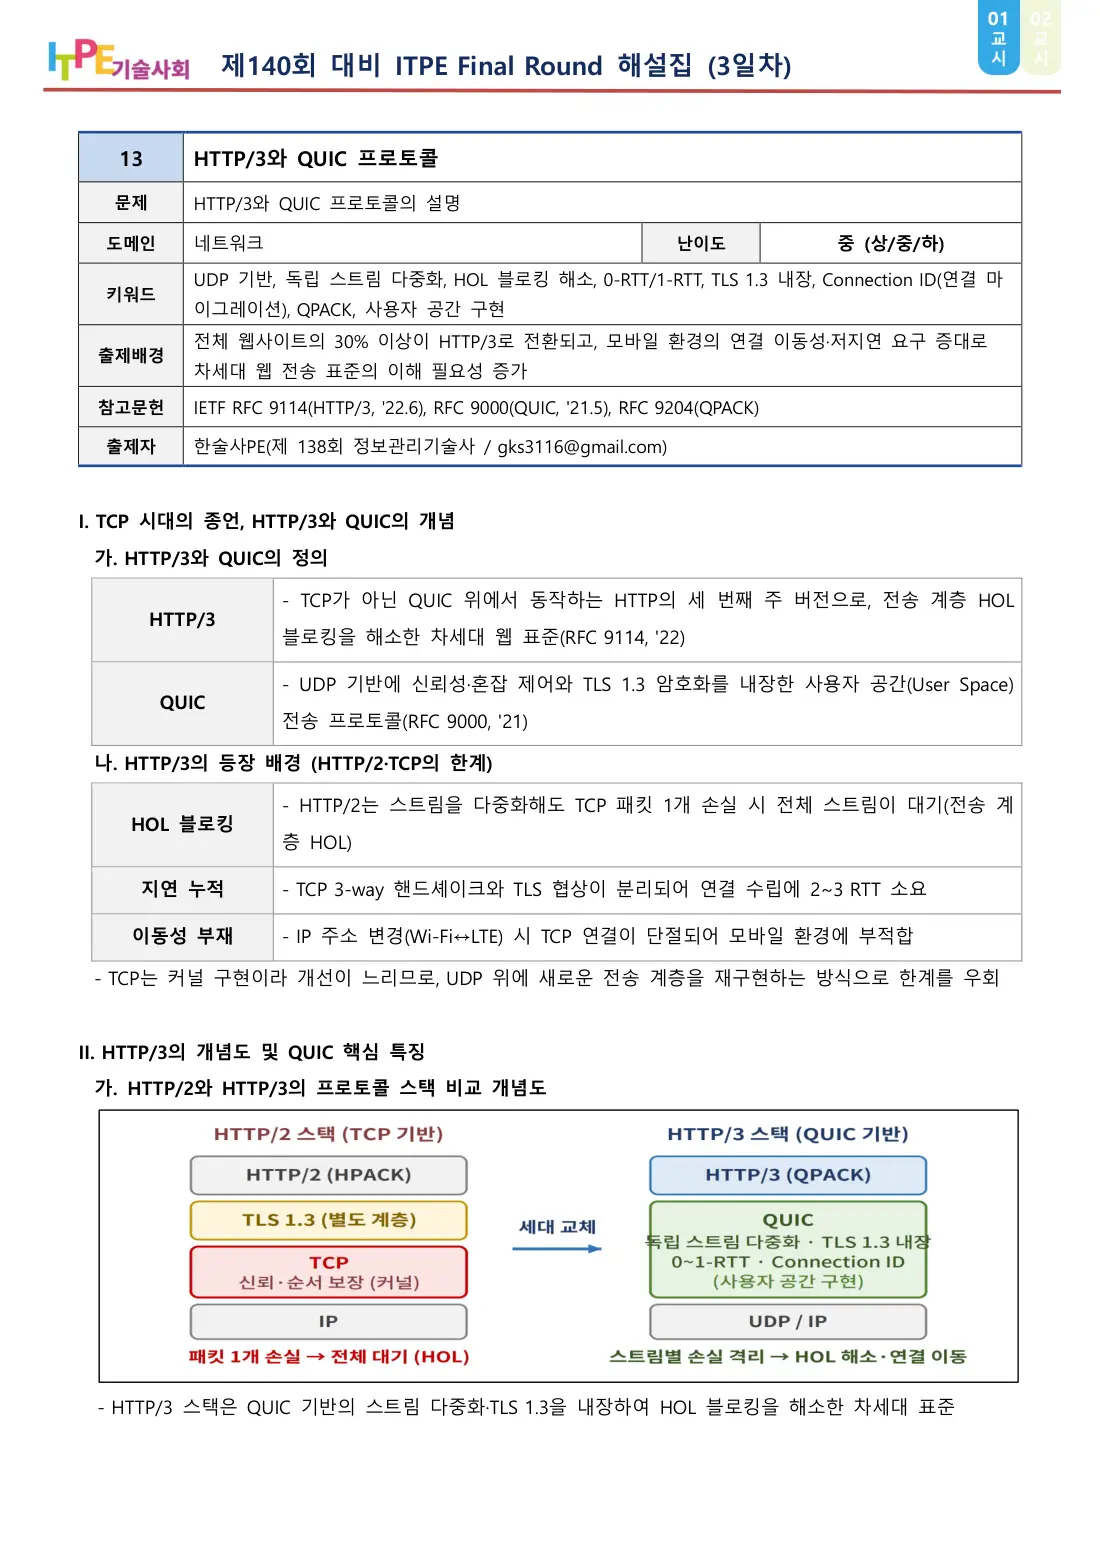 01
교
시
02
교
시
ITPE기술사회
제140회 대비 ITPE Final Round 해설집 (3일차)
13
HTTP/3와 QUIC 프로토콜
문제
HTTP/3와 QUIC 프로토콜의 설명
도메인
네트워크
난이도
중 (상/중/하)
키워드
UDP 기반, 독립 스트림 다중화, HOL 블로킹 해소, 0-RTT/1-RTT, TLS 1.3 내장, Connection ID(연결 마
이그레이션), QPACK, 사용자 공간 구현
출제배경
전체 웹사이트의 30% 이상이 HTTP/3로 전환되고, 모바일 환경의 연결 이동성·저지연 요구 증대로
차세대 웹 전송 표준의 이해 필요성 증가
참고문헌
IETF RFC 9114(HTTP/3, '22.6), RFC 9000(QUIC, '21.5), RFC 9204(QPACK)
출제자
한술사PE(제 138회 정보관리기술사 / gks3116@gmail.com)
I. TCP 시대의 종언, HTTP/3와 QUIC의 개념
가. HTTP/3와 QUIC의 정의
HTTP/3
- TCP가 아닌 QUIC 위에서 동작하는 HTTP의 세 번째 주 버전으로, 전송 계층 HOL
블로킹을 해소한 차세대 웹 표준(RFC 9114, '22)
QUIC
- UDP 기반에 신뢰성·혼잡 제어와 TLS 1.3 암호화를 내장한 사용자 공간(User Space)
전송 프로토콜(RFC 9000, '21)
나. HTTP/3의 등장 배경 (HTTP/2·TCP의 한계)
HOL 블로킹
- HTTP/2는 스트림을 다중화해도 TCP 패킷 1개 손실 시 전체 스트림이 대기(전송 계
층 HOL)
지연 누적
- TCP 3-way 핸드셰이크와 TLS 협상이 분리되어 연결 수립에 2~3 RTT 소요
이동성 부재
- IP 주소 변경(Wi-Fi↔LTE) 시 TCP 연결이 단절되어 모바일 환경에 부적합
- TCP는 커널 구현이라 개선이 느리므로, UDP 위에 새로운 전송 계층을 재구현하는 방식으로 한계를 우회
II. HTTP/3의 개념도 및 QUIC 핵심 특징
가. HTTP/2와 HTTP/3의 프로토콜 스택 비교 개념도
HTTP/2 스택 (TCP 기반)
HTTP/2 (HPACK)
TLS 1.3 (별도 계층)
TCP
신뢰·순서 보장 (커널)
IP
패킷 1개 손실 → 전체 대기 (HOL)
세대 교체
HTTP/3 스택 (QUIC 기반)
HTTP/3 (QPACK)
QUIC
독립 스트림 다중화 · TLS 1.3 내장
0~1-RTT · Connection ID
(사용자 공간 구현)
UDP / IP
스트림별 손실 격리 → HOL 해소·연결 이동
- HTTP/3 스택은 QUIC 기반의 스트림 다중화·TLS 1.3을 내장하여 HOL 블로킹을 해소한 차세대 표준